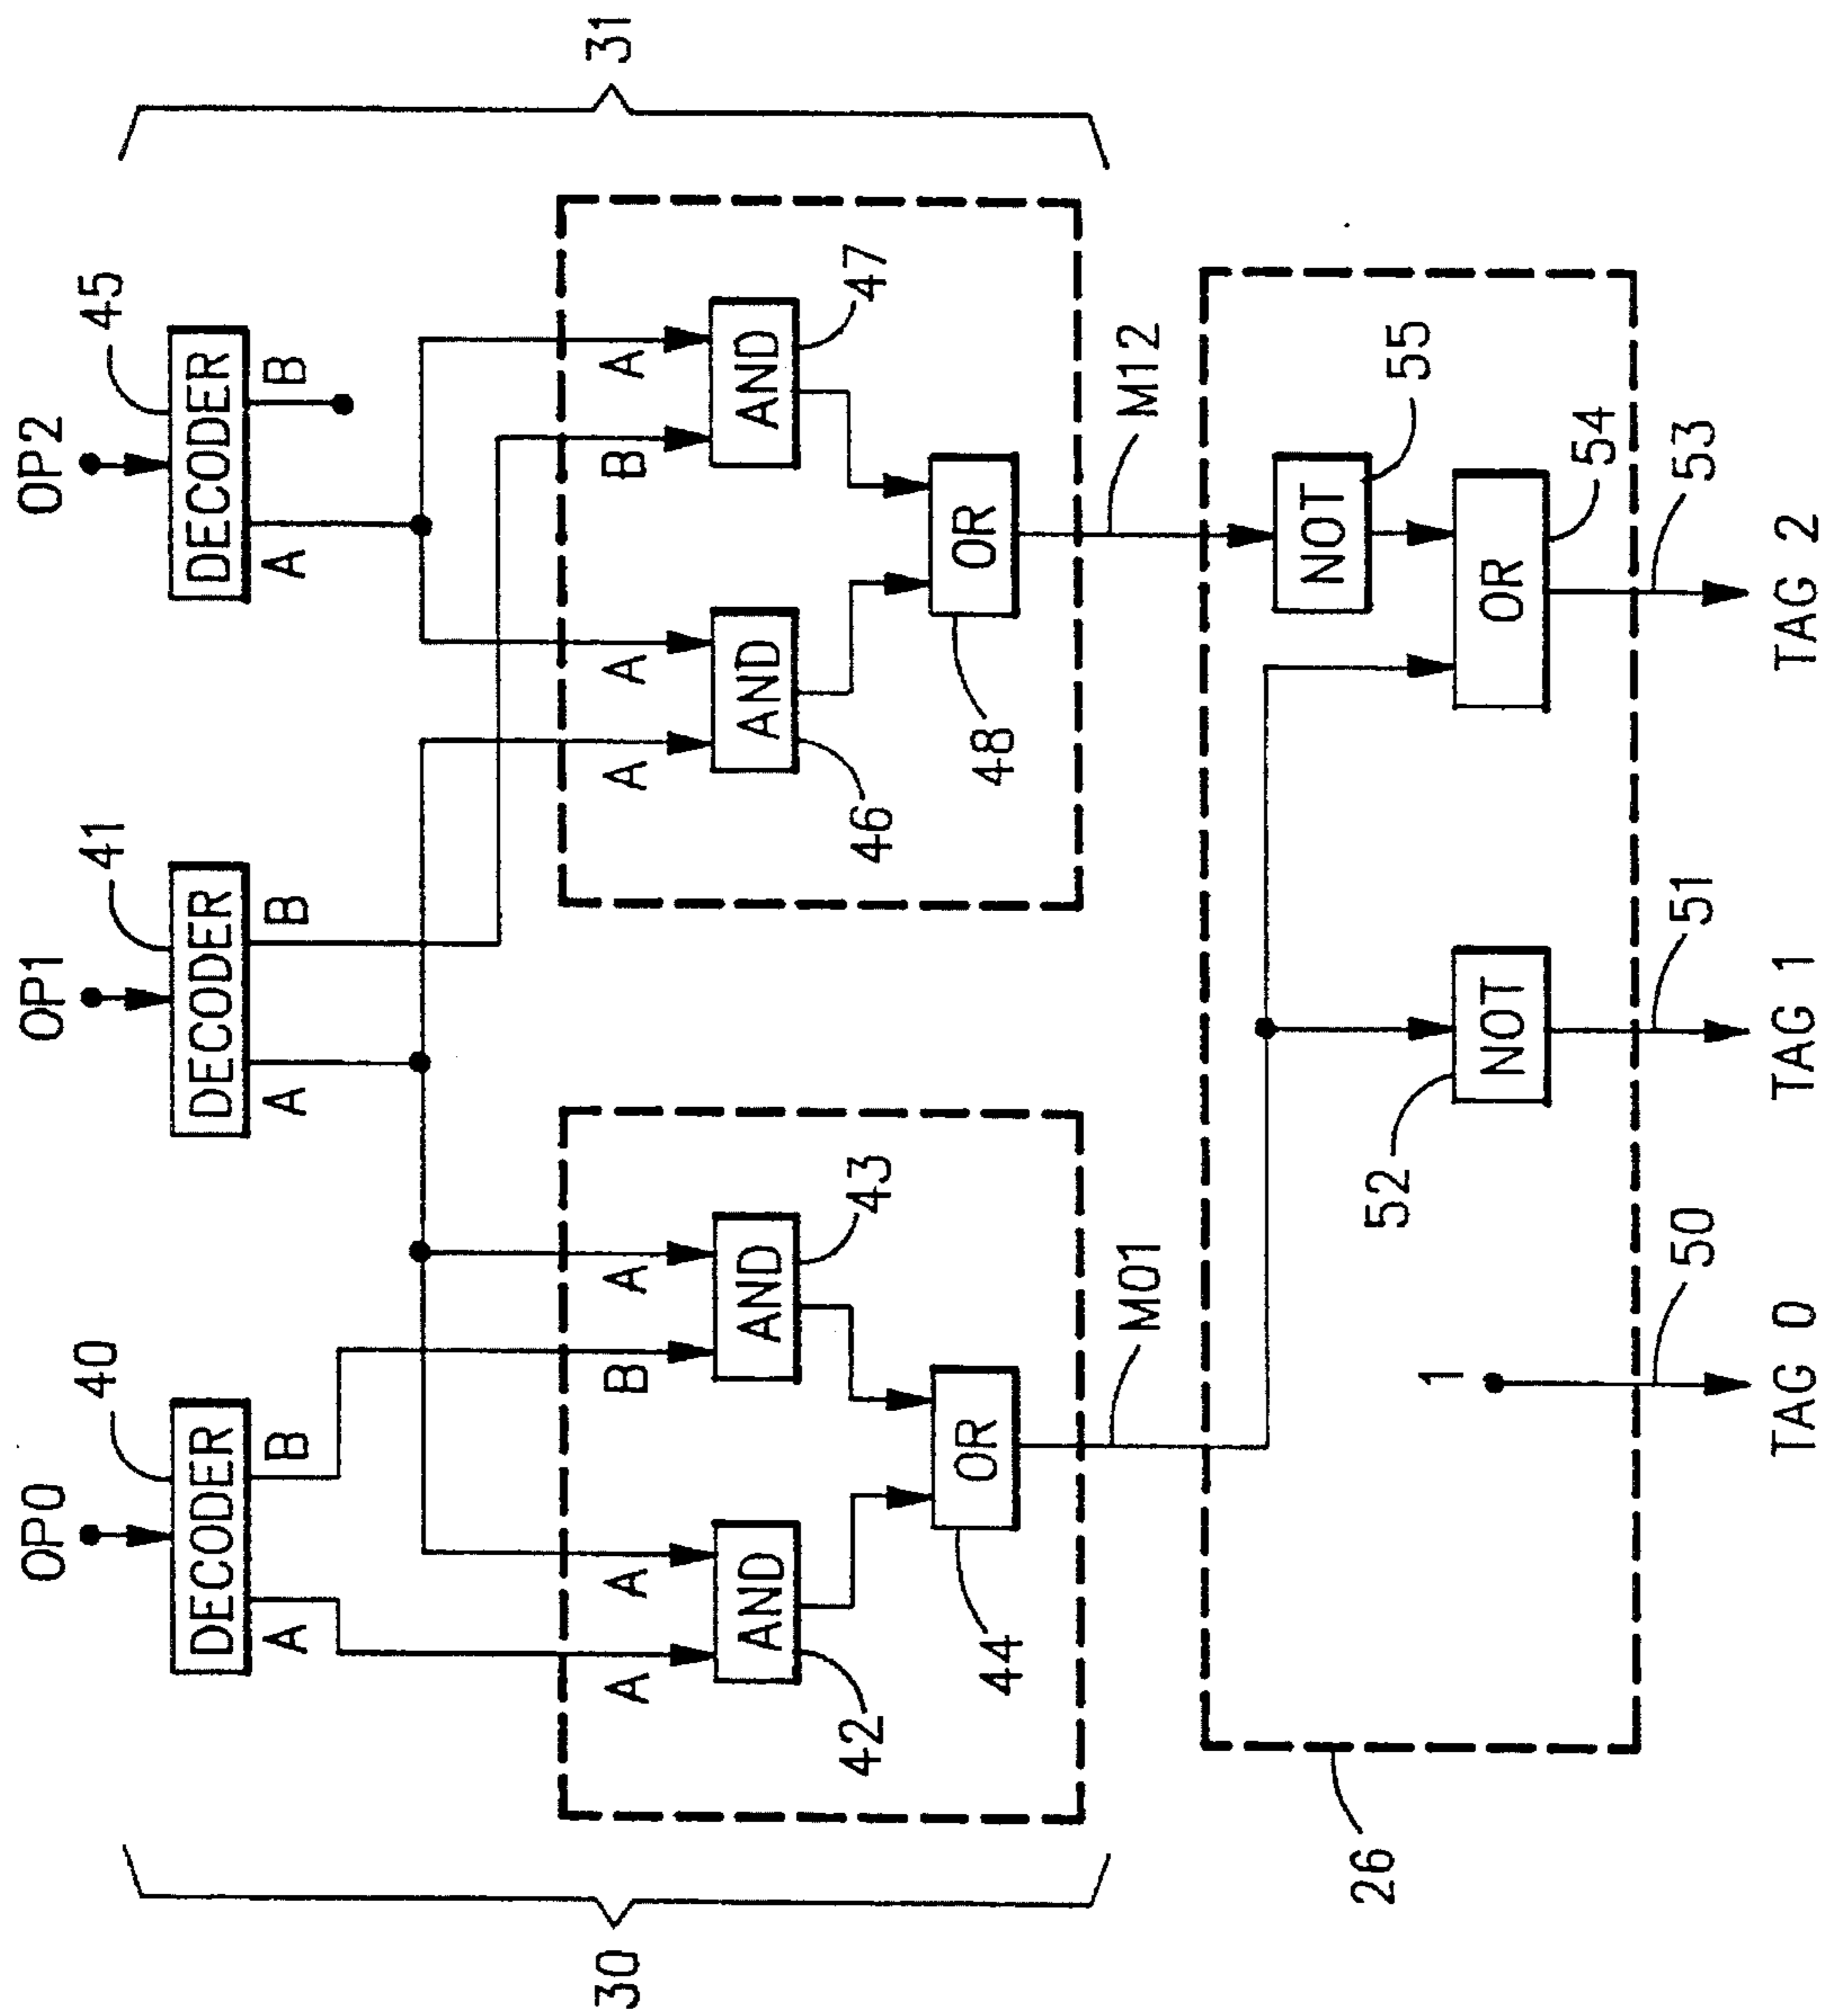 OP0
OP1
OP2
40
41
45
DECODER
DECODER
DECODER
A
B
A
B
A
B
30
31
A
A
B
A
A
A
B
A
AND
AND
AND
AND
42
43
46
47
OR
OR
44
48
M01
M12
26
1
52
NOT
NOT
55
OR
54
50
51
53
TAG 0
TAG 1
TAG 2